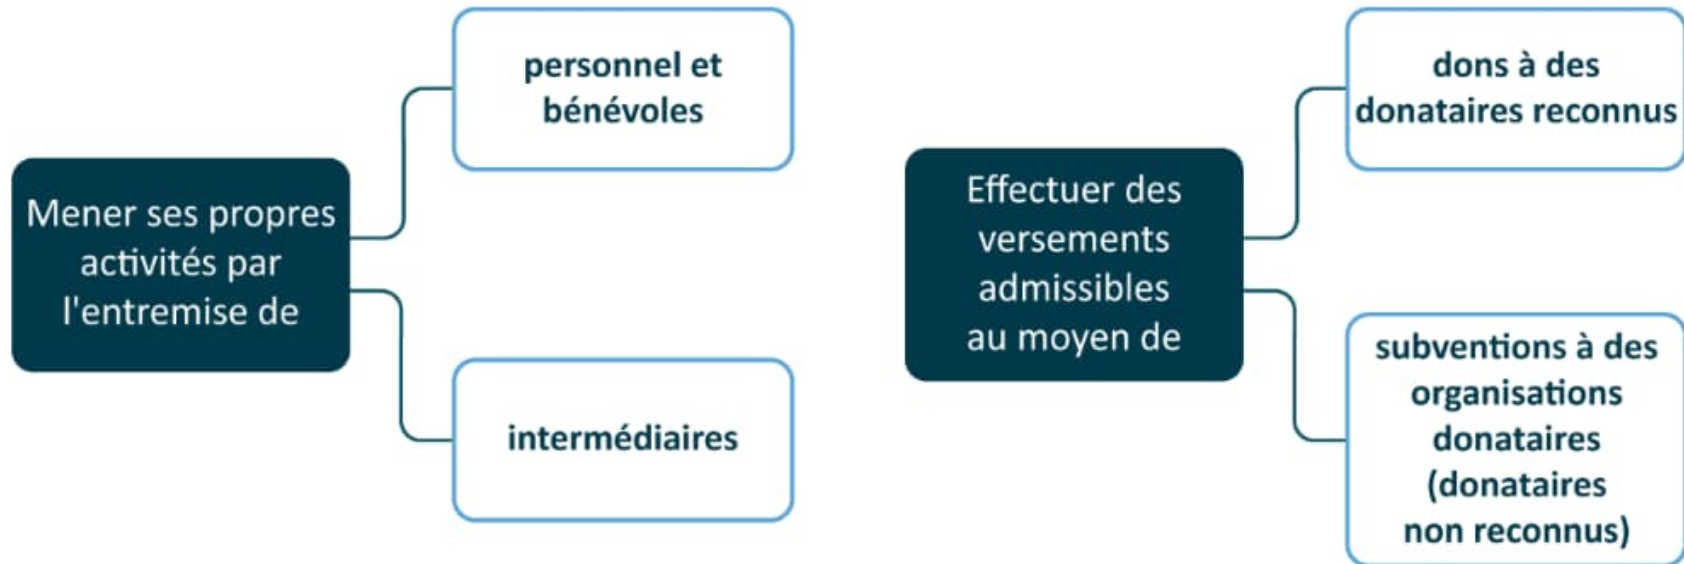 Mener ses propres
activités par
l'entremise de
personnel et
bénévoles
intermédiaires
Effectuer des
versements
admissibles
au moyen de
dons à des
donataires reconnus
subventions à des
organisations
donataires
(donataires
non reconnus)